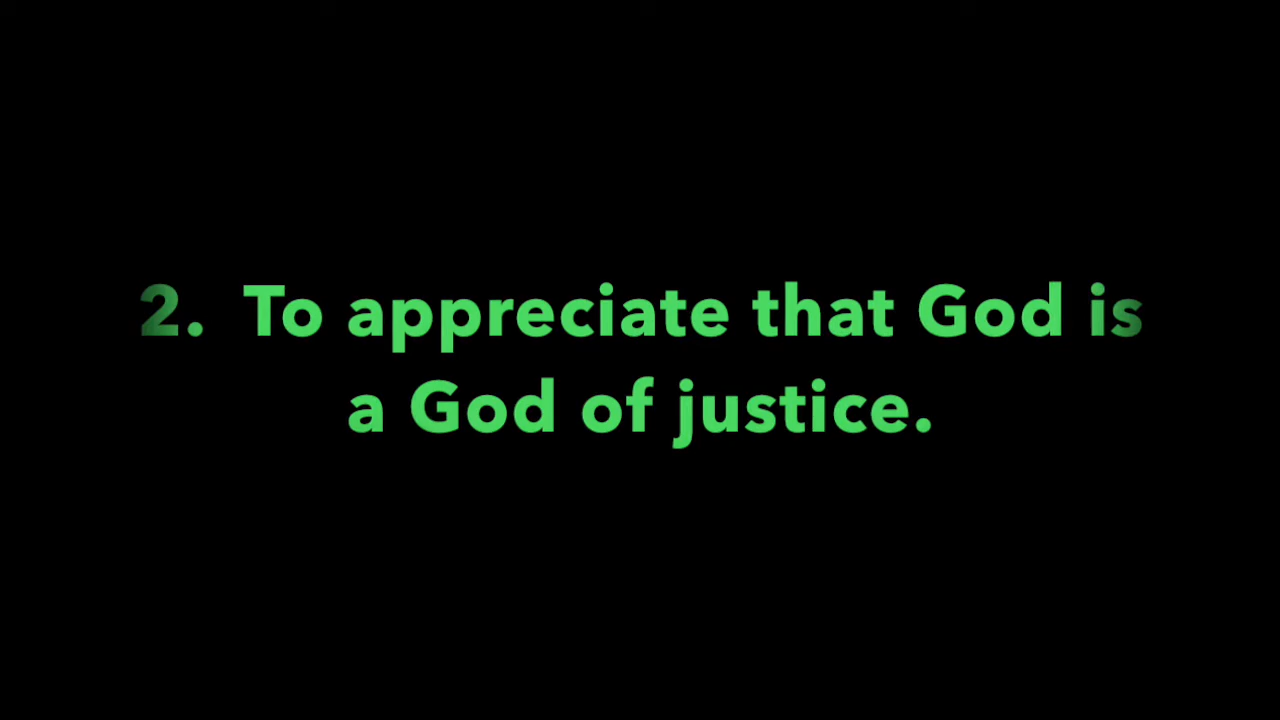 2. To appreciate that God is
a God of justice.